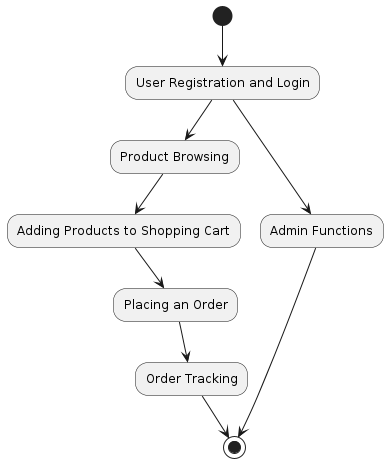 User Registration and Login
Product Browsing
Adding Products to Shopping Cart
Admin Functions
Placing an Order
Order Tracking